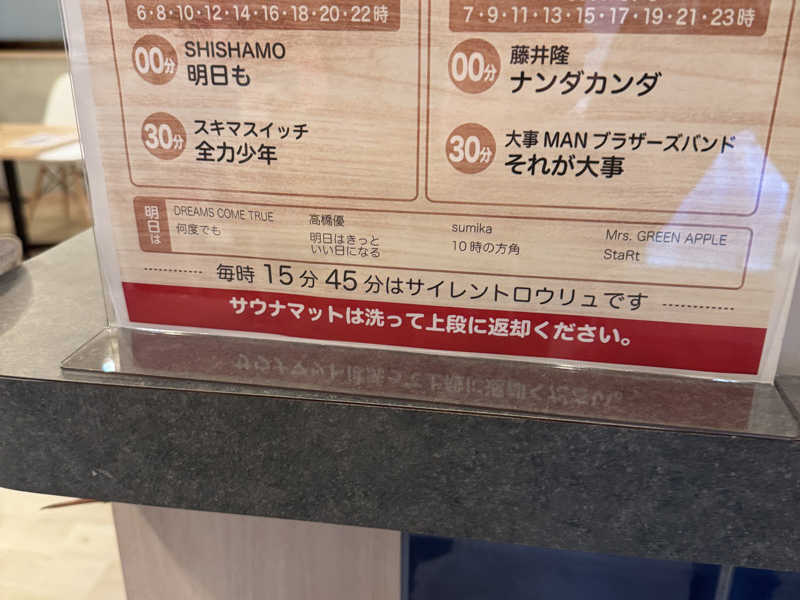 6・8・10・12・14・16・18・20・22時
00分 SHISHAMO
明日も
30分 スキマスイッチ
全力少年
7・9・11・13・15・17・19・21・23時
00分 藤井隆
ナンダカンダ
30分 大事MANブラザーズバンド
それが大事
明日は
DREAMS COME TRUE
何度でも
高橋優
明日はきっと
いい日になる
sumika
10時の方角
Mrs. GREEN APPLE
StaRt
毎時 15分 45分はサイレントロウリュです
サウナマットは洗って上段に返却ください。